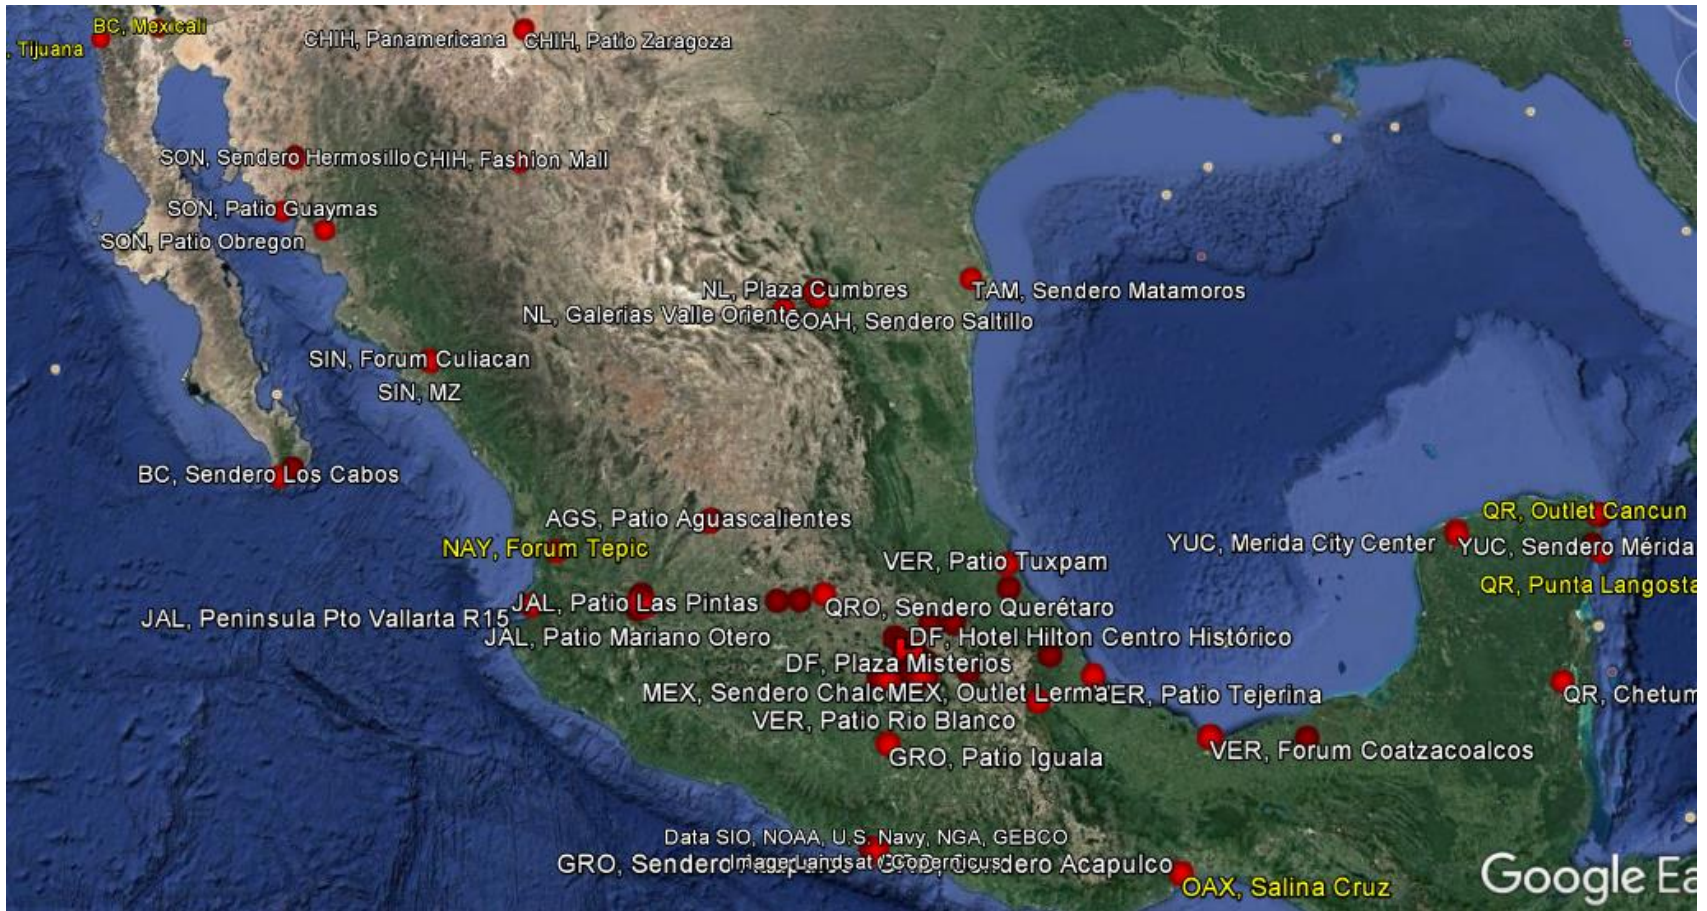 BC, Mexicali
, Tijuana
CHIH, Panamericana
CHIH, Patio Zaragoza
SON, Sendero Hermosillo
CHIH, Fashion Mall
SON, Patio Guaymas
SON, Patio Obregon
NL, Plaza Cumbres
TAM, Sendero Matamoros
NL, Galerias Valle Oriente
COAH, Sendero Saltillo
SIN, Forum Culiacan
SIN, MZ
BC, Sendero Los Cabos
AGS, Patio Aguascalientes
QR, Outlet Cancun
NAY, Forum Tepic
YUC, Merida City Center
YUC, Sendero Mérida
VER, Patio Tuxpam
QR, Punta Langosta
JAL, Patio Las Pintas
QRO, Sendero Querétaro
JAL, Peninsula Pto Vallarta R15
JAL, Patio Mariano Otero
DF, Hotel Hilton Centro Histórico
DF, Plaza Misterios
MEX, Sendero Chalc
MEX, Outlet Lerma
VER, Patio Tejerina
QR, Chetum
VER, Patio Rio Blanco
VER, Forum Coatzacoalcos
GRO, Patio Iguala
Data SIO, NOAA, U.S. Navy, NGA, GEBCO
Image Landsat / Copernicus
GRO, Sendero
Sendero Acapulco
OAX, Salina Cruz
Google Ea